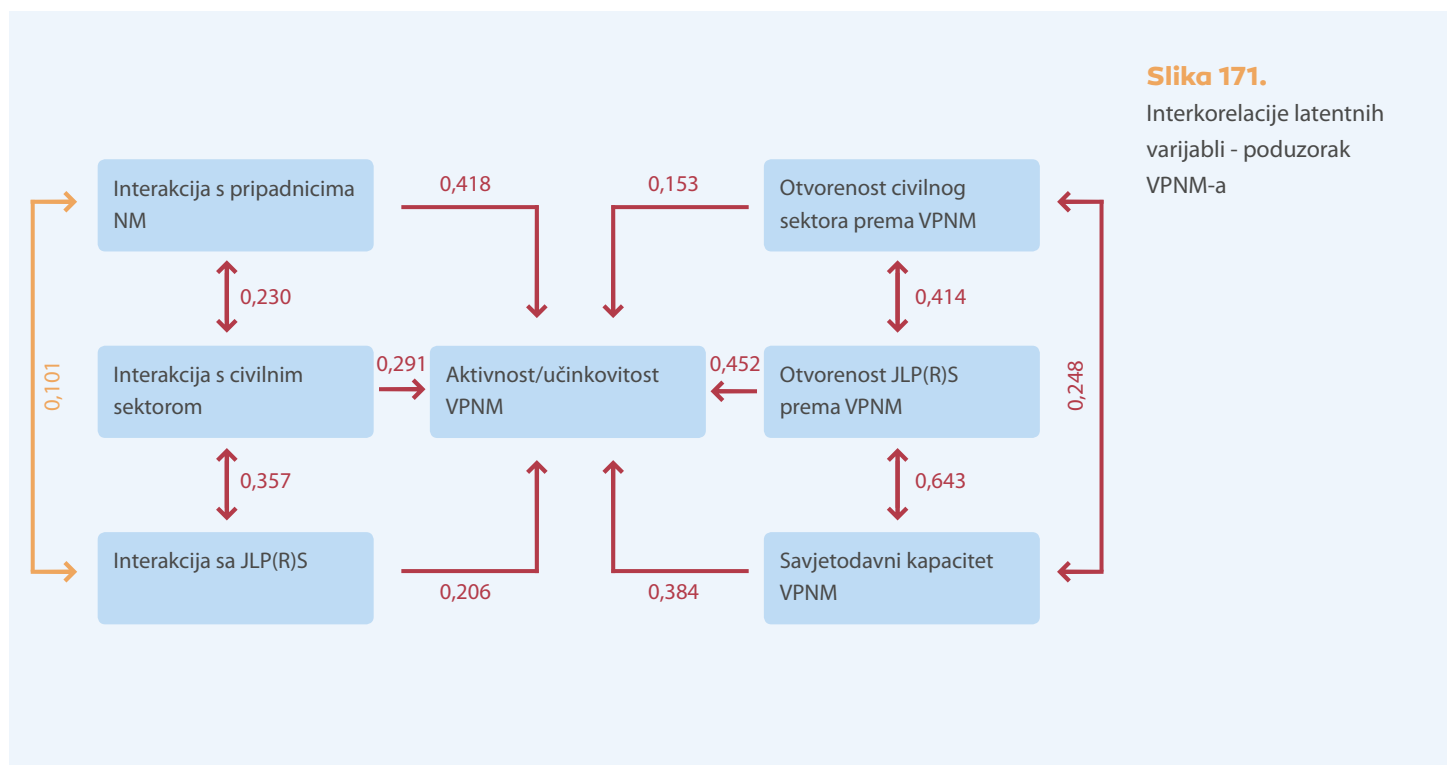 Slika 171.
Interkorelacije latentnih
varijabli - poduzorak
VPNM-a
Interakcija s pripadnicima
NM
0,418
0,153
Otvorenost civilnog
sektora prema VPNM
0,230
0,414
0,101
Interakcija s civilnim
sektorom
0,291
Aktivnost/učinkovitost
VPNM
0,452
Otvorenost JLP(R)S
prema VPNM
0,248
0,357
0,643
Interakcija sa JLP(R)S
0,206
0,384
Savjetodavni kapacitet
VPNM